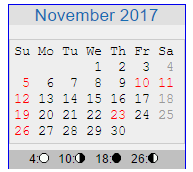 November 2017
Su Mo Tu We Th Fr Sa
1 2 3 4
5 6 7 8 9 10 11
12 13 14 15 16 17 18
19 20 21 22 23 24 25
26 27 28 29 30
4:○ 10:◑ 18:● 26:◐